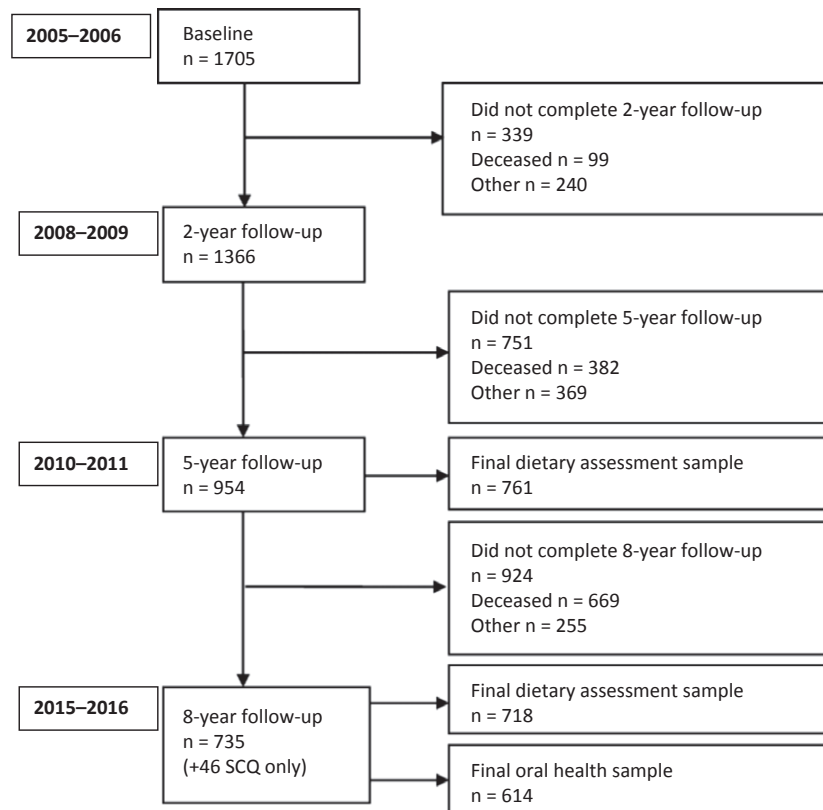 2005–2006
Baseline
n = 1705
Did not complete 2-year follow-up
n = 339
Deceased n = 99
Other n = 240
2008–2009
2-year follow-up
n = 1366
Did not complete 5-year follow-up
n = 751
Deceased n = 382
Other n = 369
2010–2011
5-year follow-up
n = 954
Final dietary assessment sample
n = 761
Did not complete 8-year follow-up
n = 924
Deceased n = 669
Other n = 255
2015–2016
8-year follow-up
n = 735
(+46 SCQ only)
Final dietary assessment sample
n = 718
Final oral health sample
n = 614